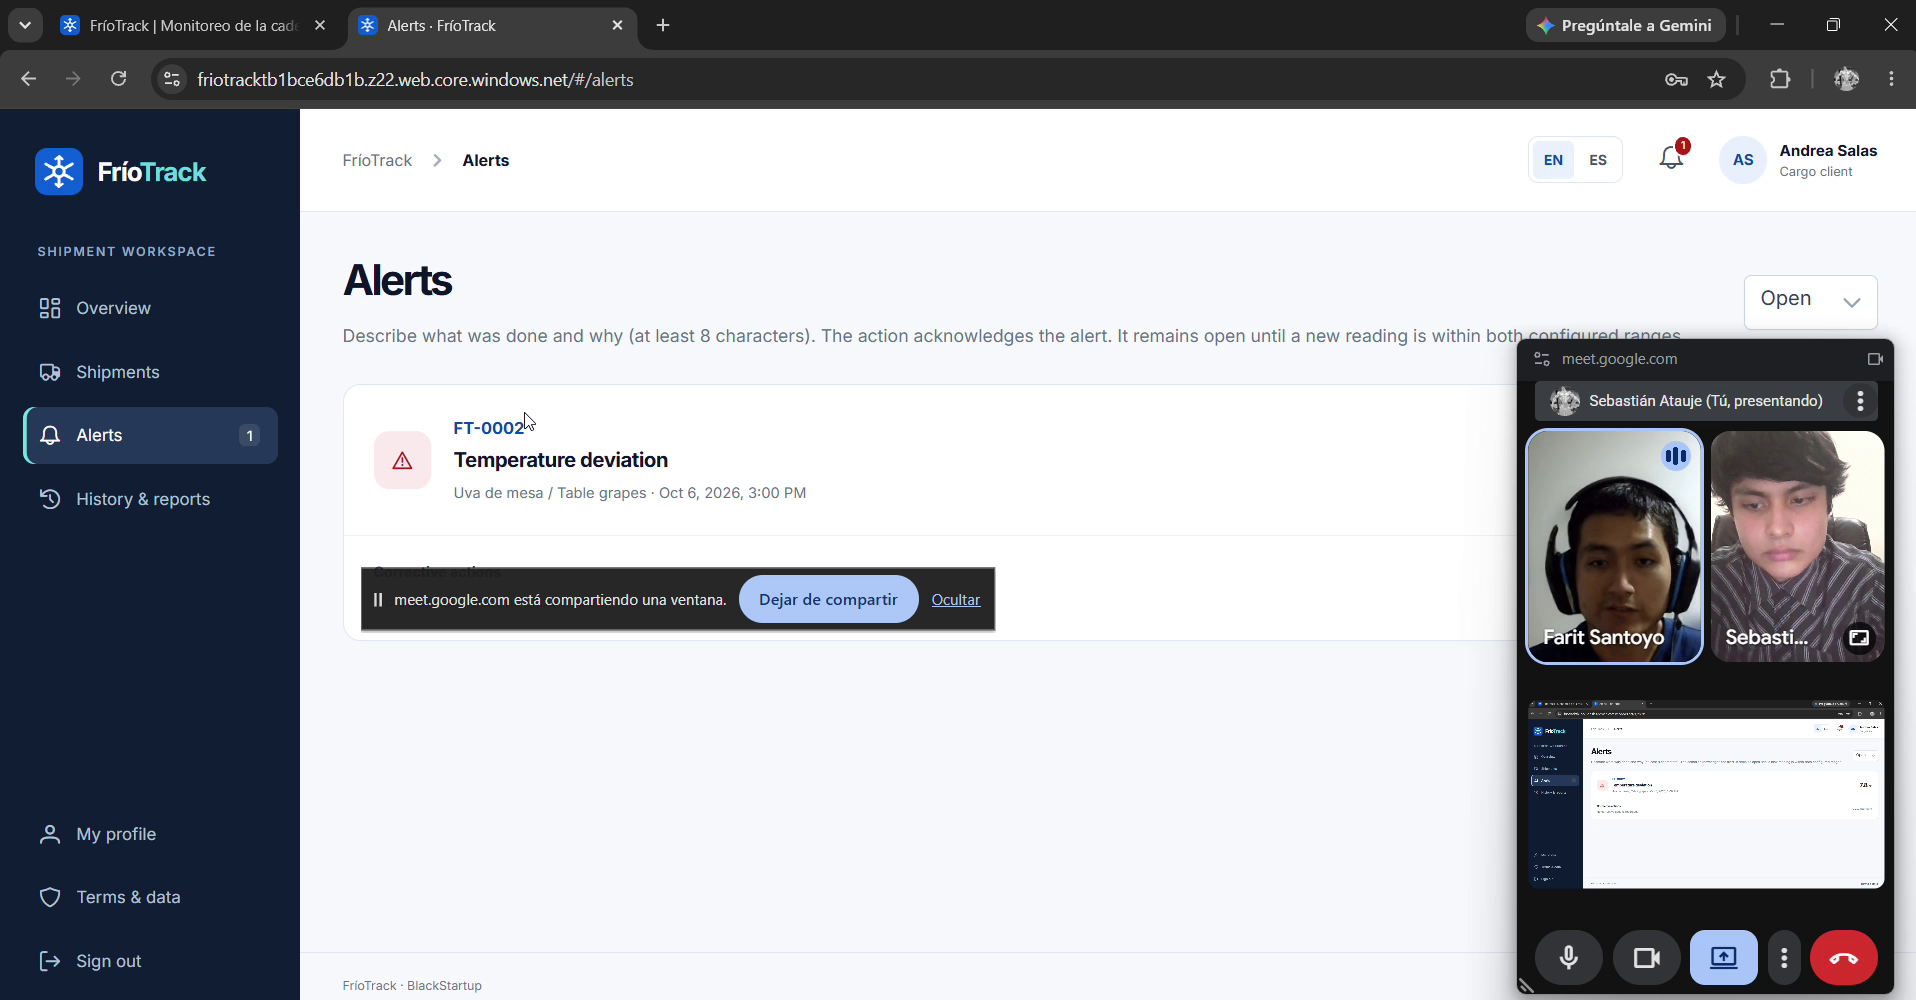 FríoTrack | Monitoreo de la cad
Alerts · FríoTrack
Pregúntale a Gemini
friotracktb1bce6db1b.z22.web.core.windows.net/#/alerts
FríoTrack
SHIPMENT WORKSPACE
Overview
Shipments
Alerts 1
History & reports
My profile
Terms & data
Sign out
FríoTrack > Alerts
EN ES
1
AS
Andrea Salas
Cargo client
Alerts
Open
Describe what was done and why (at least 8 characters). The action acknowledges the alert. It remains open until a new reading is within both configured ranges
FT-0002
Temperature deviation
Uva de mesa / Table grapes · Oct 6, 2026, 3:00 PM
Corrective actions
meet.google.com está compartiendo una ventana.
Dejar de compartir
Ocultar
FríoTrack · BlackStartup
meet.google.com
Sebastián Atauje (Tú, presentando)
Farit Santoyo
Sebasti...
Alerts